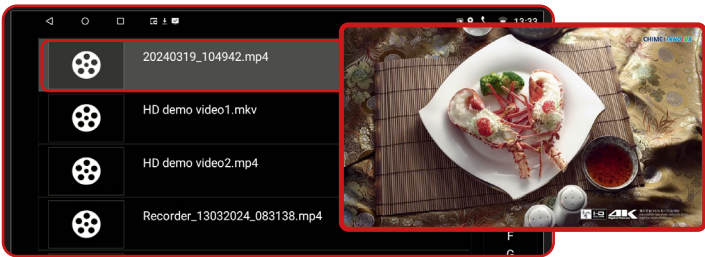 13:33
20240319_104942.mp4
HD demo video1.mkv
HD demo video2.mp4
Recorder_13032024_083138.mp4
F
G
4K